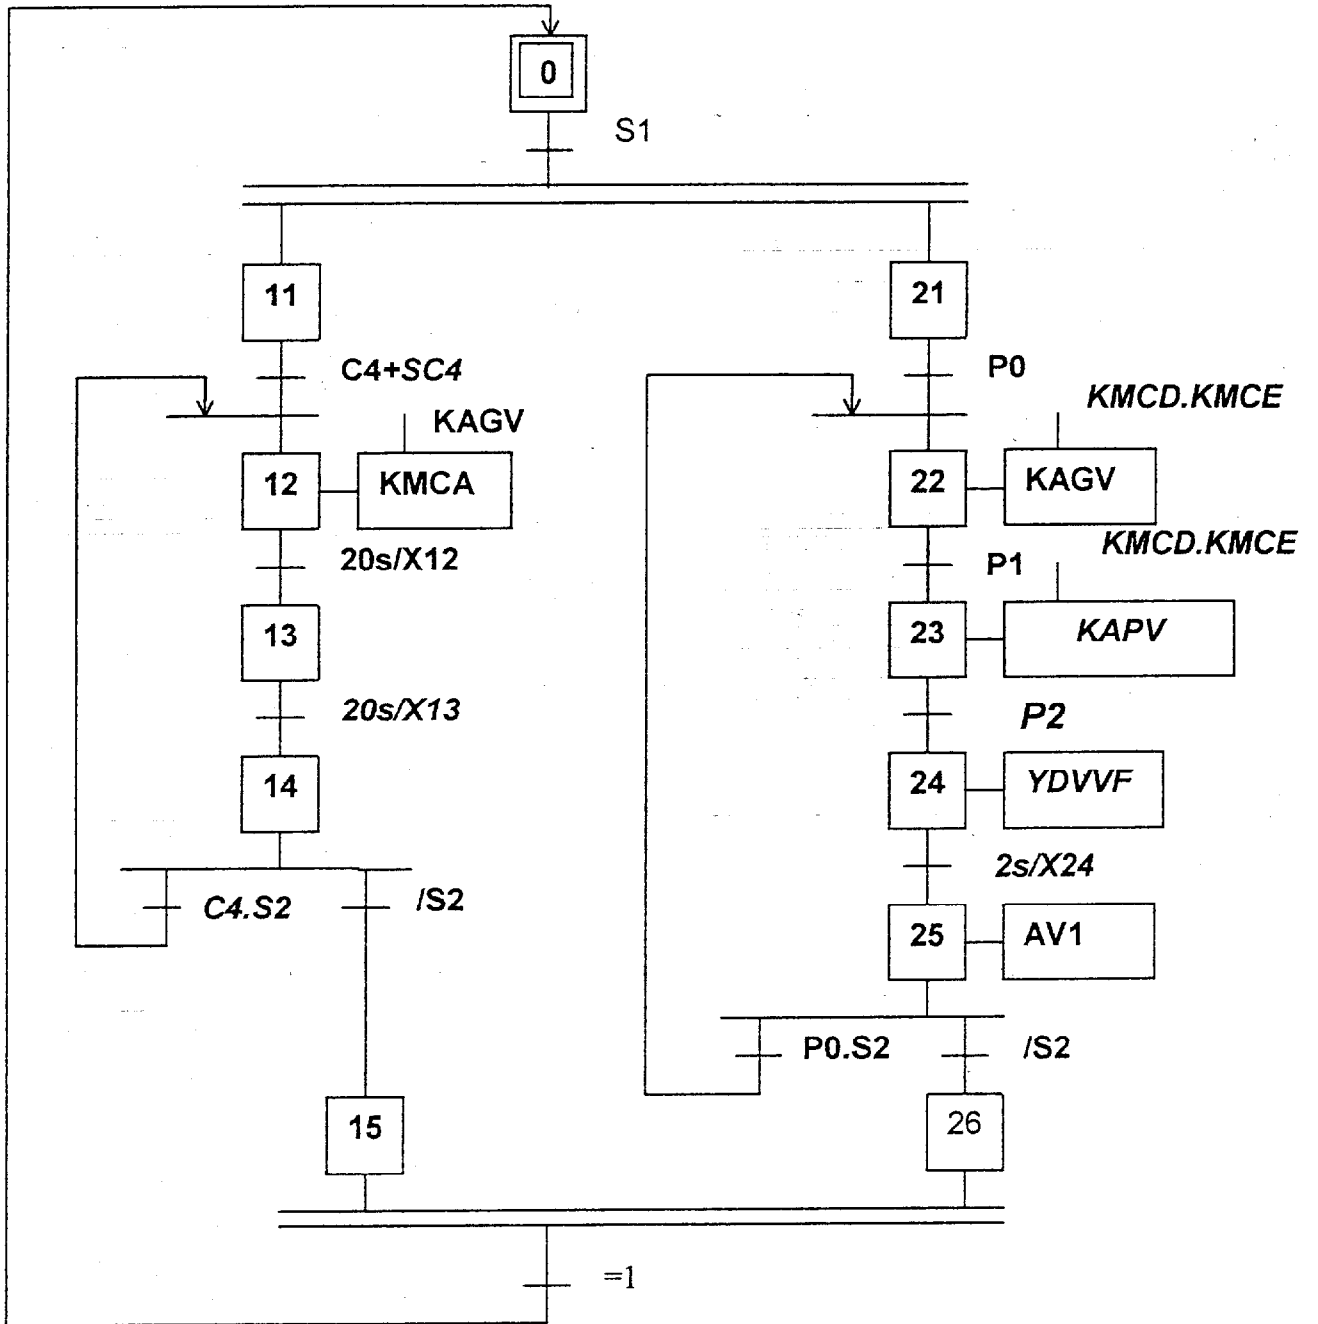 0
S1
11
21
C4+SC4
P0
KAGV
KMCD.KMCE
12
KMCA
22
KAGV
20s/X12
P1
KMCD.KMCE
13
23
KAPV
20s/X13
P2
14
24
YDVVF
C4.S2
/S2
2s/X24
25
AV1
P0.S2
/S2
15
26
=1